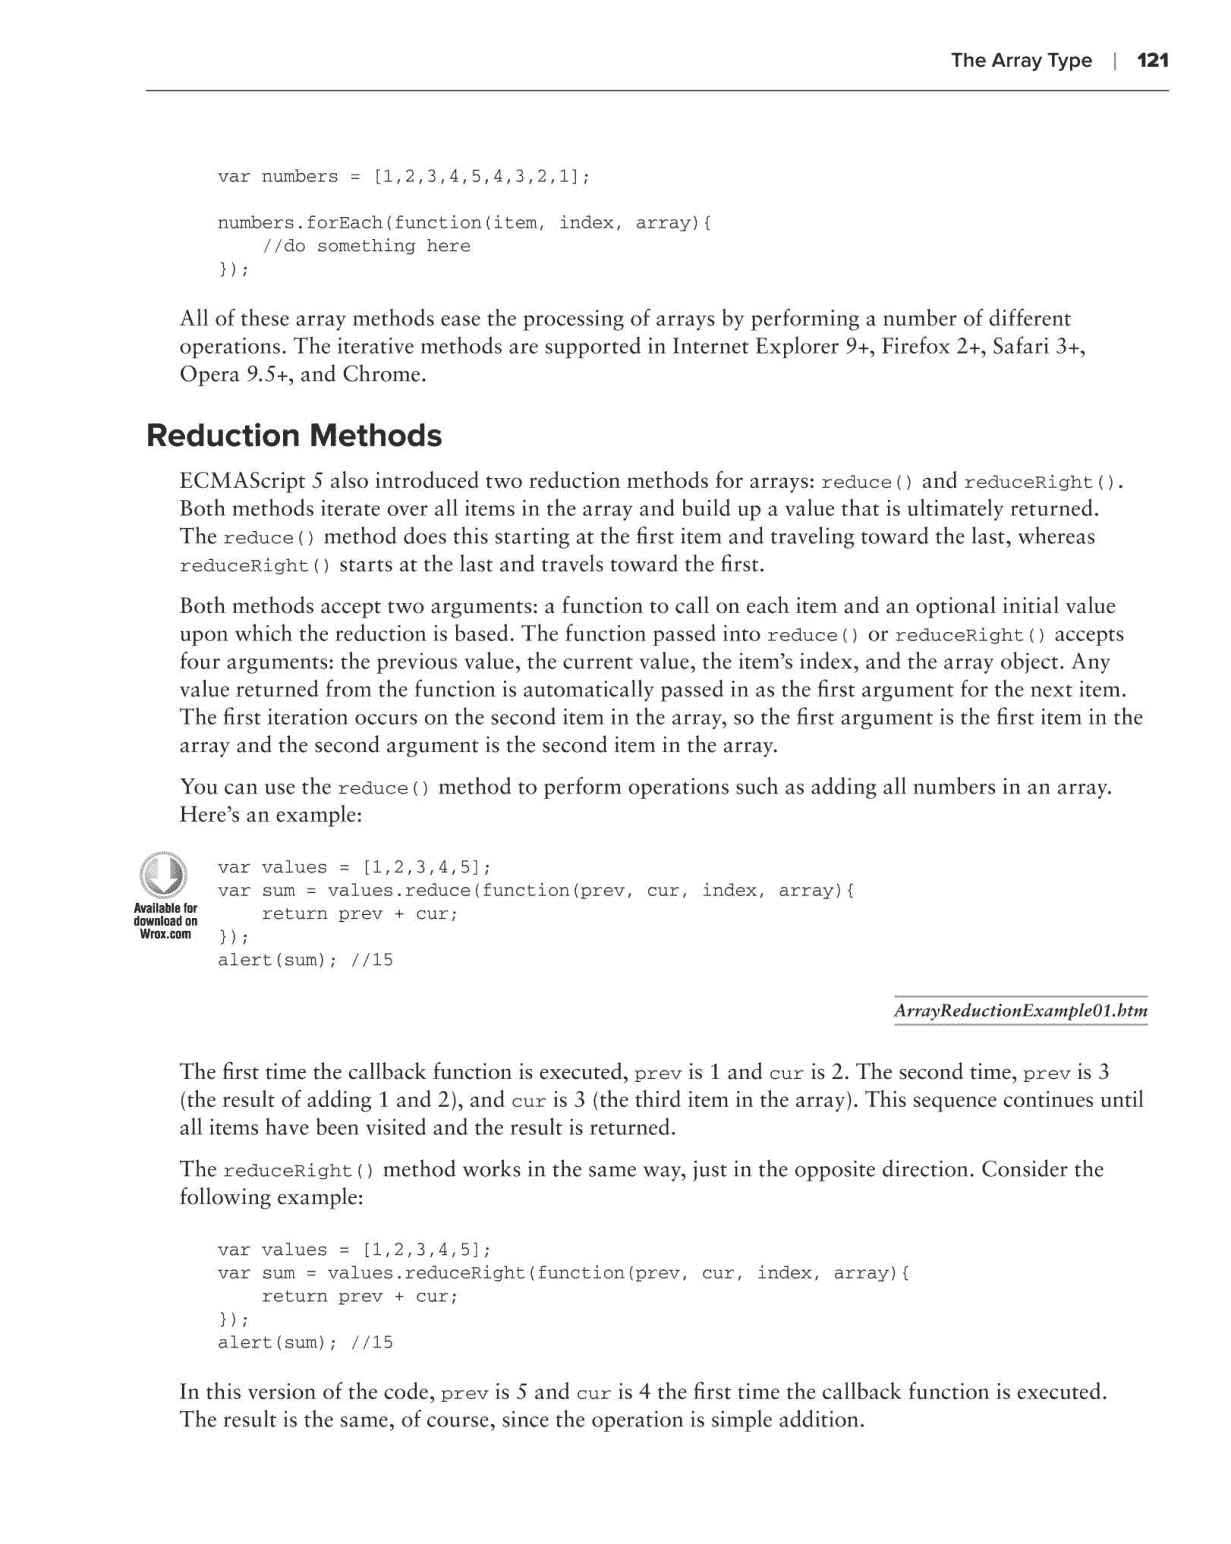 The Array Type | 121
var numbers = [1,2,3,4,5,4,3,2,1];
numbers.forEach(function(item, index, array){
    //do something here
});
All of these array methods ease the processing of arrays by performing a number of different
operations. The iterative methods are supported in Internet Explorer 9+, Firefox 2+, Safari 3+,
Opera 9.5+, and Chrome.
Reduction Methods
ECMAScript 5 also introduced two reduction methods for arrays: reduce() and reduceRight().
Both methods iterate over all items in the array and build up a value that is ultimately returned.
The reduce() method does this starting at the first item and traveling toward the last, whereas
reduceRight() starts at the last and travels toward the first.
Both methods accept two arguments: a function to call on each item and an optional initial value
upon which the reduction is based. The function passed into reduce() or reduceRight() accepts
four arguments: the previous value, the current value, the item's index, and the array object. Any
value returned from the function is automatically passed in as the first argument for the next item.
The first iteration occurs on the second item in the array, so the first argument is the first item in the
array and the second argument is the second item in the array.
You can use the reduce() method to perform operations such as adding all numbers in an array.
Here's an example:
Available for
download on
Wrox.com
var values = [1,2,3,4,5];
var sum = values.reduce(function(prev, cur, index, array){
    return prev + cur;
});
alert(sum); //15
ArrayReductionExample01.htm
The first time the callback function is executed, prev is 1 and cur is 2. The second time, prev is 3
(the result of adding 1 and 2), and cur is 3 (the third item in the array). This sequence continues until
all items have been visited and the result is returned.
The reduceRight() method works in the same way, just in the opposite direction. Consider the
following example:
var values = [1,2,3,4,5];
var sum = values.reduceRight(function(prev, cur, index, array){
    return prev + cur;
});
alert(sum); //15
In this version of the code, prev is 5 and cur is 4 the first time the callback function is executed.
The result is the same, of course, since the operation is simple addition.